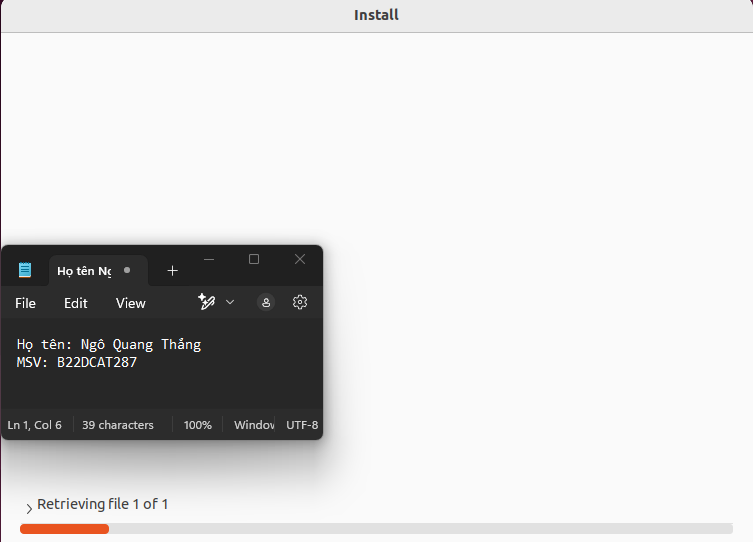 Install
Họ tên Ng
File Edit View
Họ tên: Ngô Quang Thắng
MSV: B22DCAT287
Ln 1, Col 6 39 characters 100% Window UTF-8
Retrieving file 1 of 1